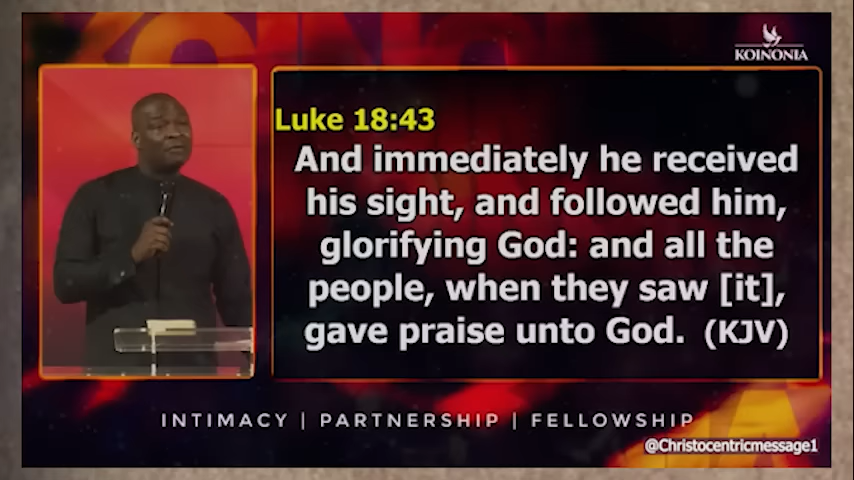 KOINONIA
Luke 18:43
And immediately he received
his sight, and followed him,
glorifying God: and all the
people, when they saw [it],
gave praise unto God. (KJV)
INTIMACY | PARTNERSHIP | FELLOWSHIP
@Christocentricmessage1